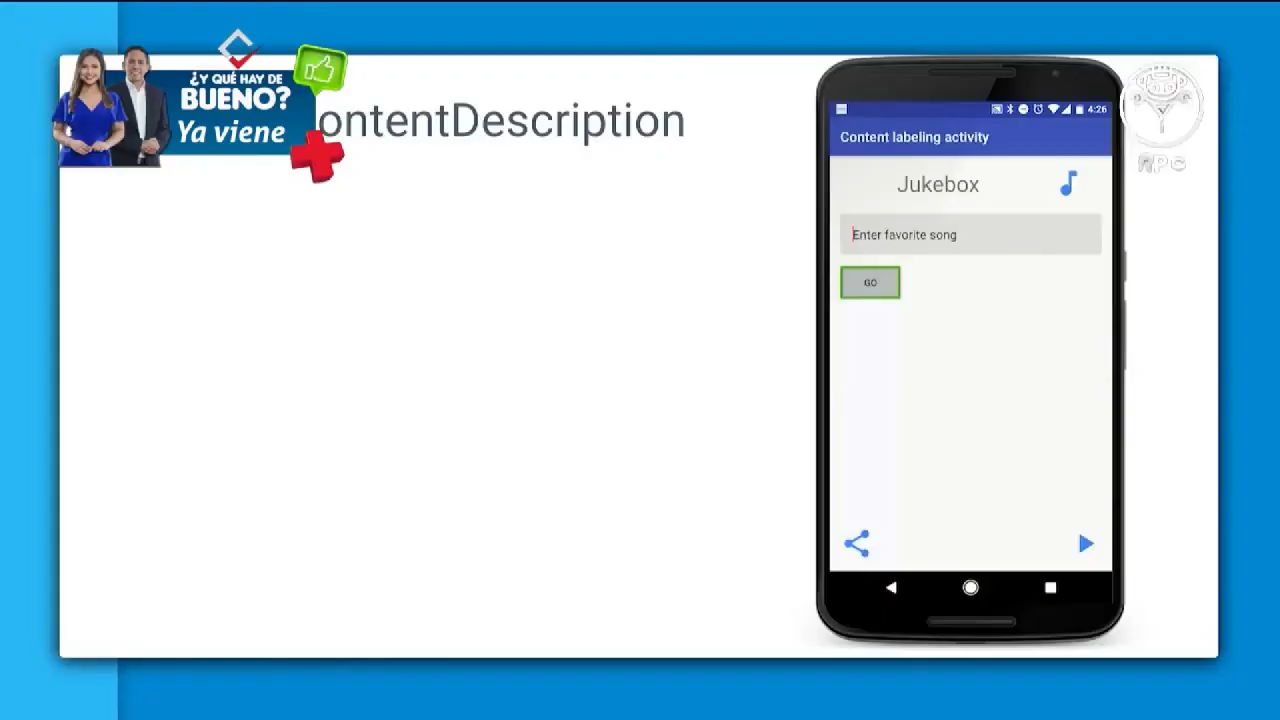 ¿Y QUÉ HAY DE
BUENO?
Ya viene
ontentDescription
4:26
Content labeling activity
Jukebox
Enter favorite song
GO
RPC